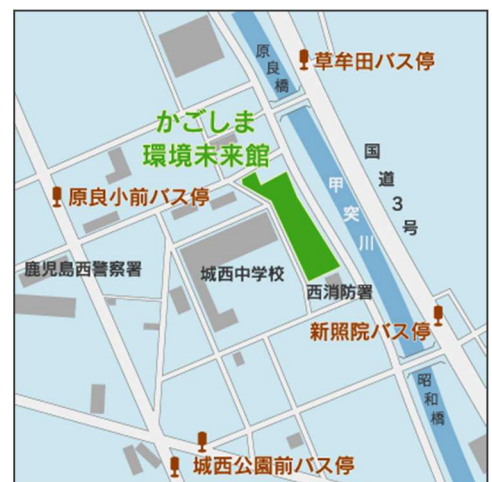 原良橋
草牟田バス停
かごしま
環境未来館
国道3号
原良小前バス停
甲突川
鹿児島西警察署
城西中学校
西消防署
新照院バス停
昭和橋
城西公園前バス停